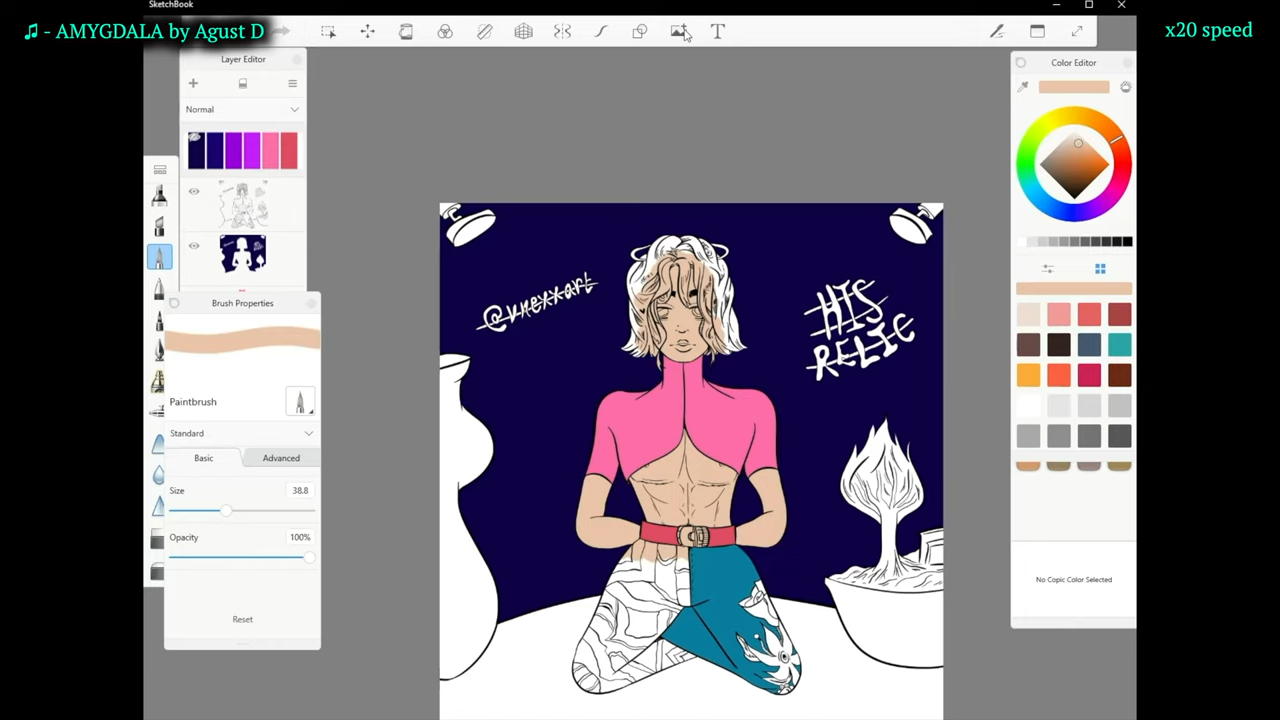 SketchBook
♫ - AMYGDALA by Agust D
x20 speed
T
Layer Editor
Normal
Color Editor
Brush Properties
Paintbrush
Standard
Basic
Advanced
Size
38.8
Opacity
100%
Reset
No Copic Color Selected
@vnexxart
HIS
RELIC